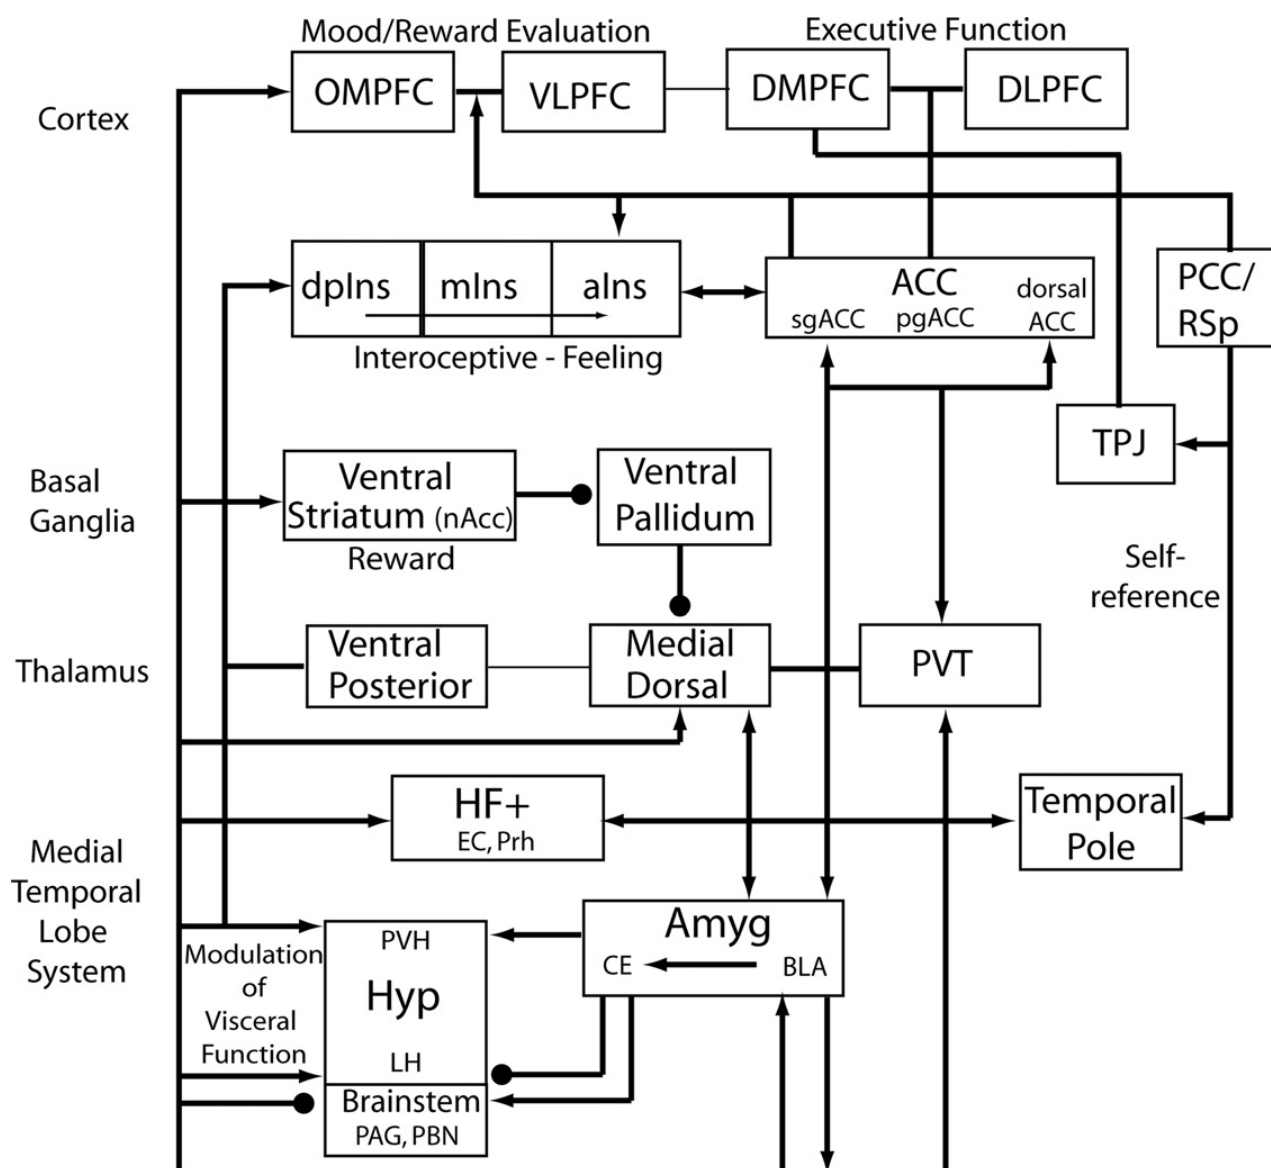 Mood/Reward Evaluation
Executive Function
Cortex
OMPFC
VLPFC
DMPFC
DLPFC
dpIns
mIns
aIns
Interoceptive - Feeling
ACC
sgACC
pgACC
dorsal
ACC
PCC/
RSp
TPJ
Basal
Ganglia
Ventral
Striatum (nAcc)
Reward
Ventral
Pallidum
Self-
reference
Thalamus
Ventral
Posterior
Medial
Dorsal
PVT
HF+
EC, Prh
Temporal
Pole
Medial
Temporal
Lobe
System
Modulation
of
Visceral
Function
PVH
Hyp
LH
Brainstem
PAG, PBN
Amyg
CE
BLA